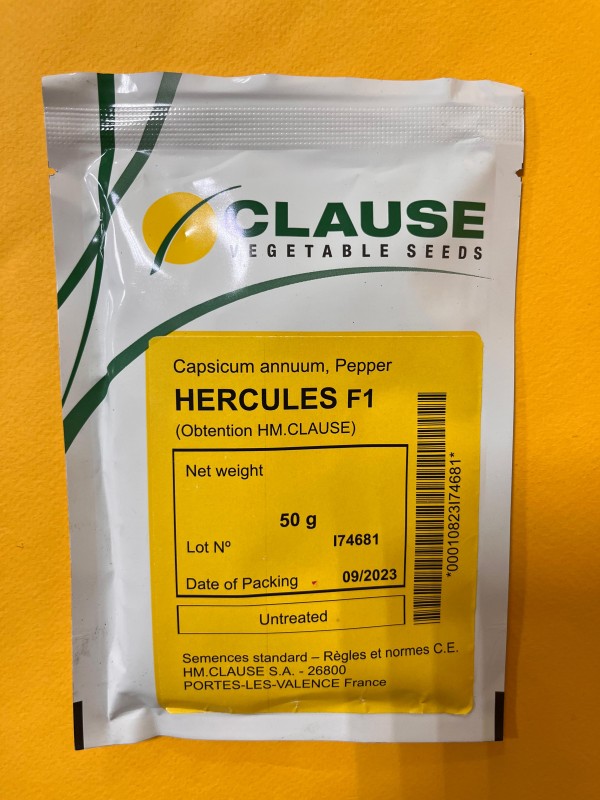 CLAUSE
VEGETABLE SEEDS
Capsicum annuum, Pepper
HERCULES F1
(Obtention HM.CLAUSE)
Net weight
50 g
Lot Nº I74681
Date of Packing 09/2023
Untreated
Semences standard – Règles et normes C.E.
HM.CLAUSE S.A. - 26800
PORTES-LES-VALENCE France
*00010823I74681*